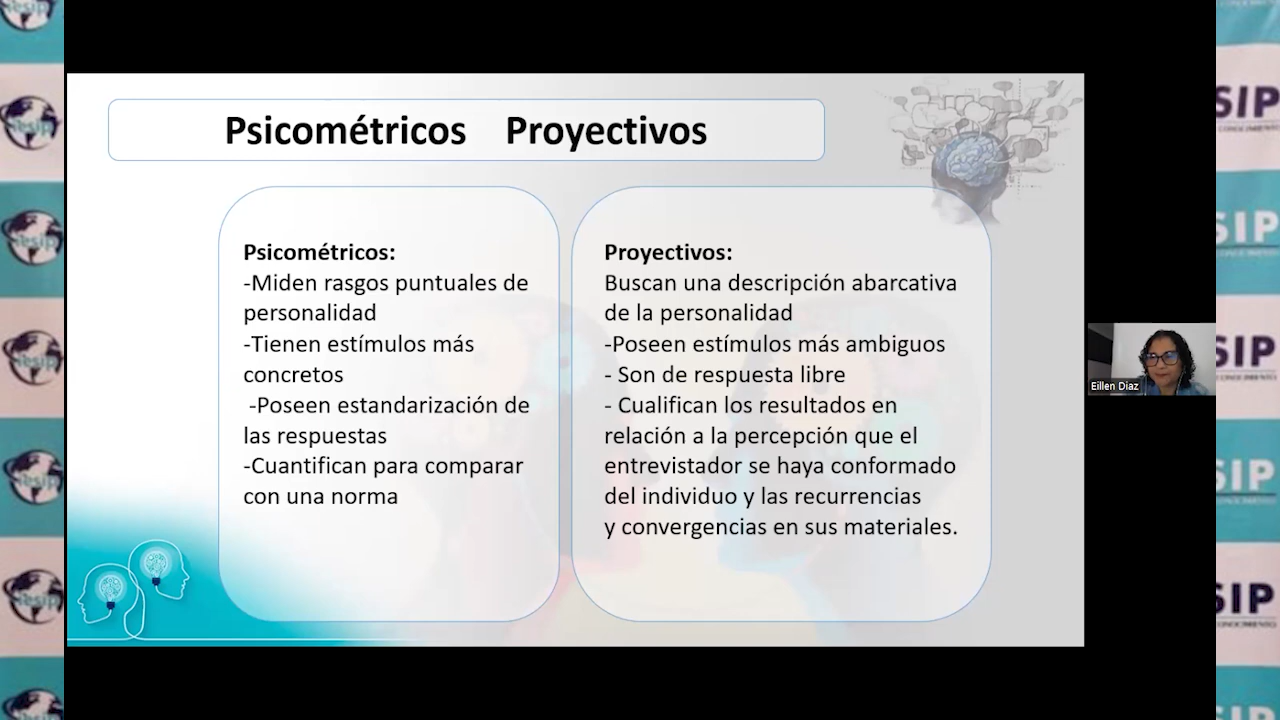 Psicométricos Proyectivos
Psicométricos:
-Miden rasgos puntuales de
personalidad
-Tienen estímulos más
concretos
-Poseen estandarización de
las respuestas
-Cuantifican para comparar
con una norma
Proyectivos:
Buscan una descripción abarcativa
de la personalidad
-Poseen estímulos más ambiguos
- Son de respuesta libre
- Cualifican los resultados en
relación a la percepción que el
entrevistador se haya conformado
del individuo y las recurrencias
y convergencias en sus materiales.
Eillen Diaz
SIP
SIP
SIP
SIP
SIP